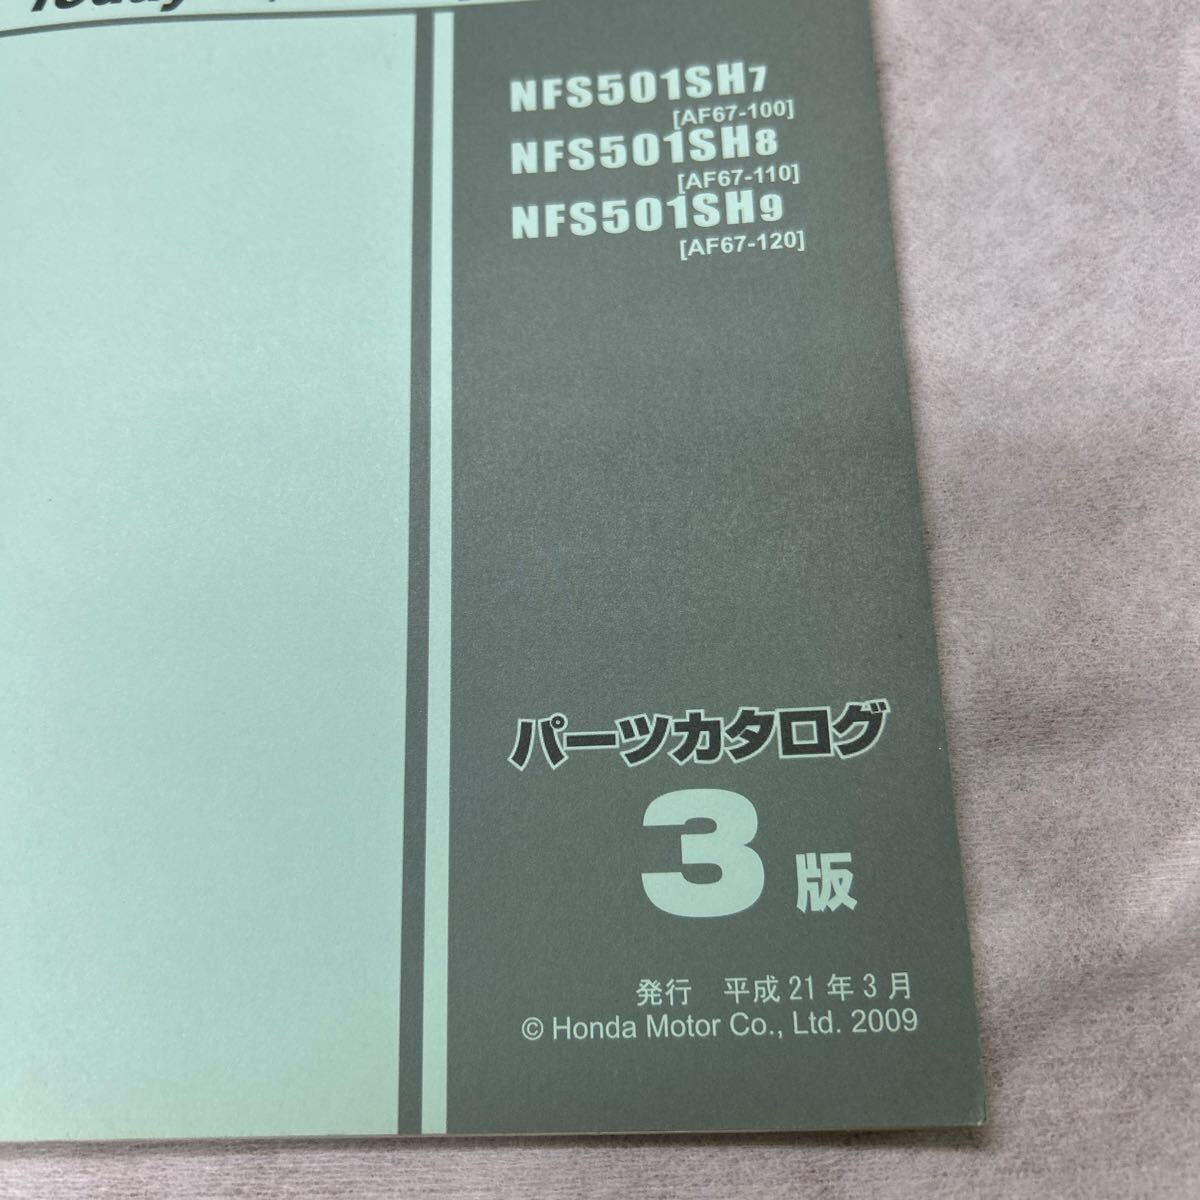 Today
NFS501SH7
[AF67-100]
NFS501SH8
[AF67-110]
NFS501SH9
[AF67-120]
パーツカタログ
3版
発行 平成21年3月
© Honda Motor Co., Ltd. 2009